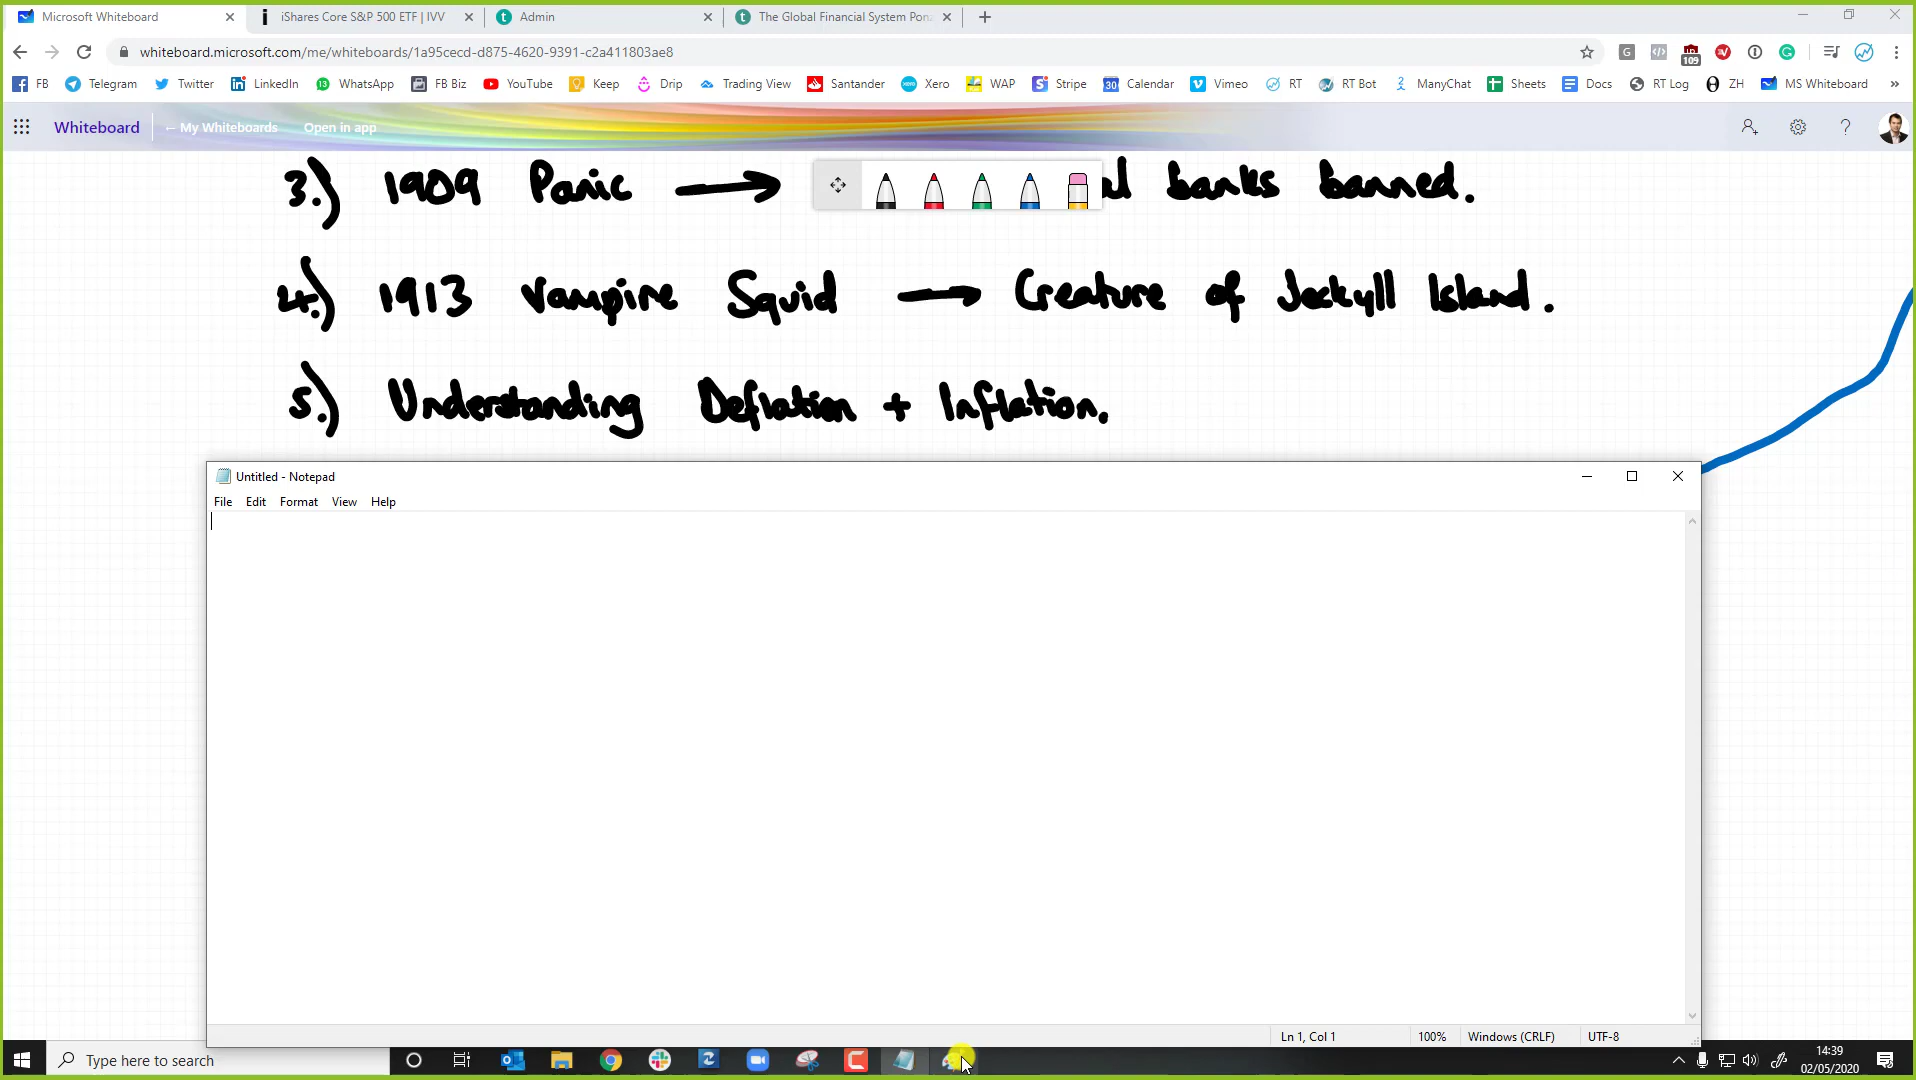 Microsoft Whiteboard
iShares Core S&P 500 ETF | IVV
Admin
The Global Financial System Pon
whiteboard.microsoft.com/me/whiteboards/1a95cecd-d875-4620-9391-c2a411803ae8
109
FB Telegram Twitter LinkedIn WhatsApp FB Biz YouTube Keep Drip Trading View Santander Xero WAP Stripe Calendar Vimeo RT RT Bot ManyChat Sheets Docs RT Log ZH MS Whiteboard »
Whiteboard ← My Whiteboards Open in app
3.) 1909 Panic → al banks banned.
4.) 1913 Vampire Squid → Creature of Jeckyll Island.
5.) Understanding Deflation + Inflation.
Untitled - Notepad
File Edit Format View Help
Ln 1, Col 1 100% Windows (CRLF) UTF-8
Type here to search
14:39
02/05/2020